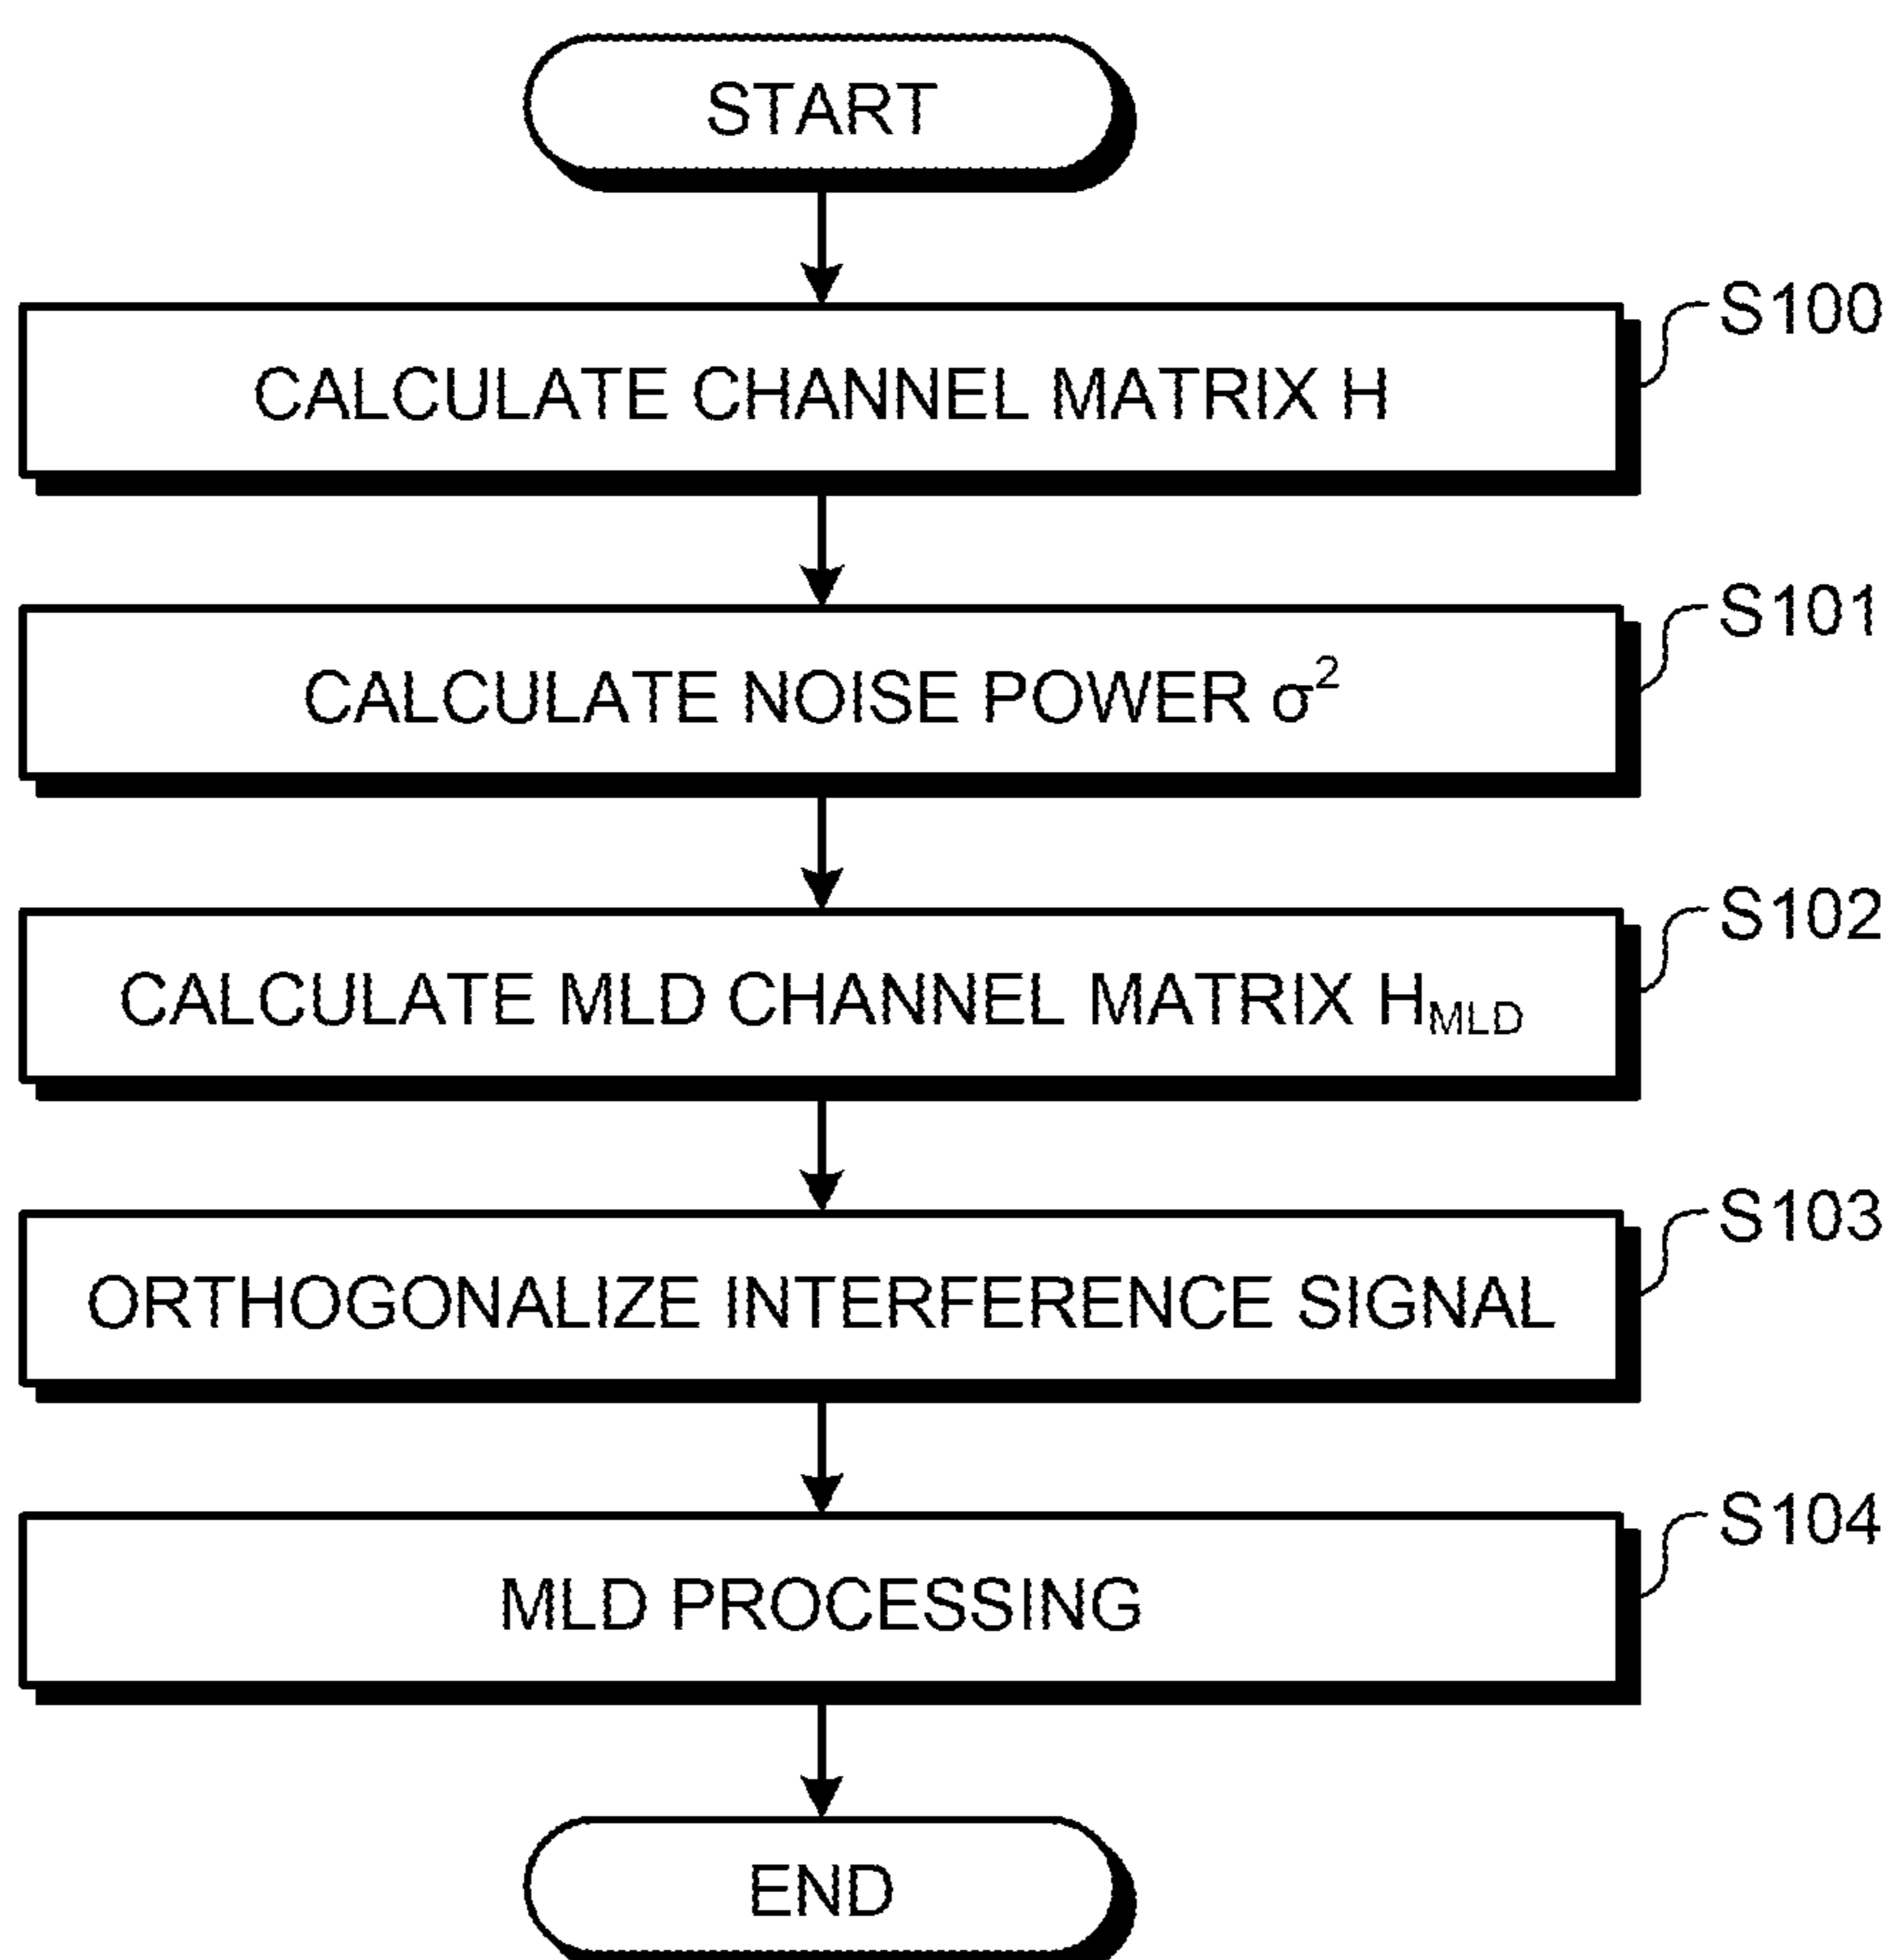 START
S100
CALCULATE CHANNEL MATRIX H
S101
CALCULATE NOISE POWER σ²
S102
CALCULATE MLD CHANNEL MATRIX H_MLD
S103
ORTHOGONALIZE INTERFERENCE SIGNAL
S104
MLD PROCESSING
END